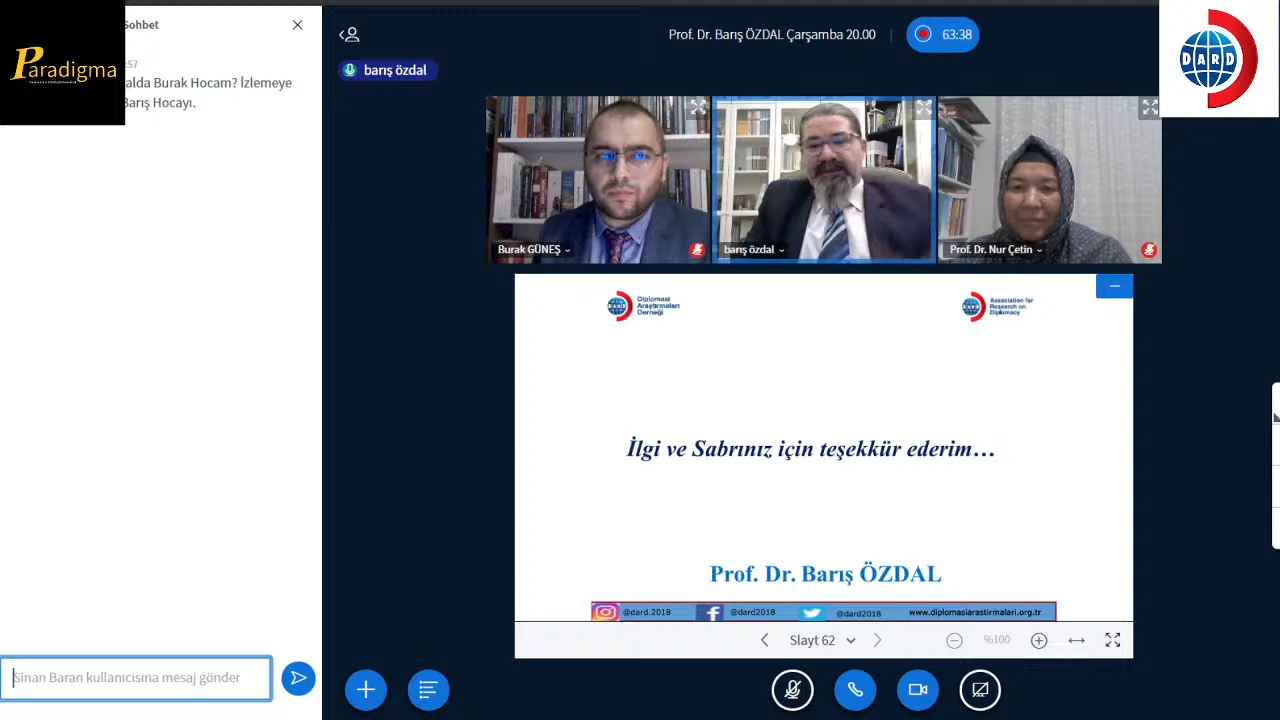 Paradigma
Sohbet
:57
alda Burak Hocam? İzlemeye
Barış Hocayı.
Sinan Baran kullanıcısına mesaj gönder
Prof. Dr. Barış ÖZDAL Çarşamba 20.00
63:38
DARD
barış özdal
Burak GÜNEŞ
barış özdal
Prof. Dr. Nur Çetin
DARD
Diplomasi
Araştırmaları
Derneği
DARD
Association for
Research on
Diplomacy
İlgi ve Sabrınız için teşekkür ederim…
Prof. Dr. Barış ÖZDAL
@dard.2018
@dard2018
@dard2018
www.diplomasiarastirmalari.org.tr
Slayt 62
%100